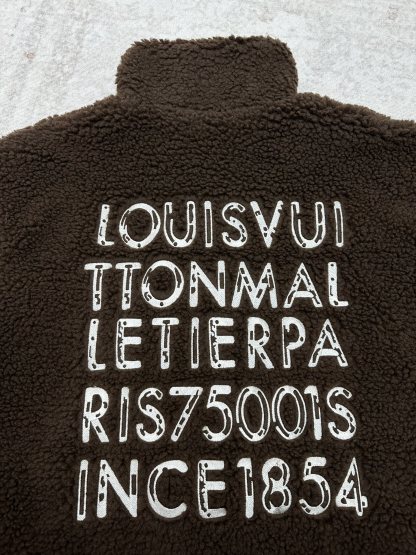 LOUISVUI
TTONMAL
LETIERPA
RIS75001S
INCE1854